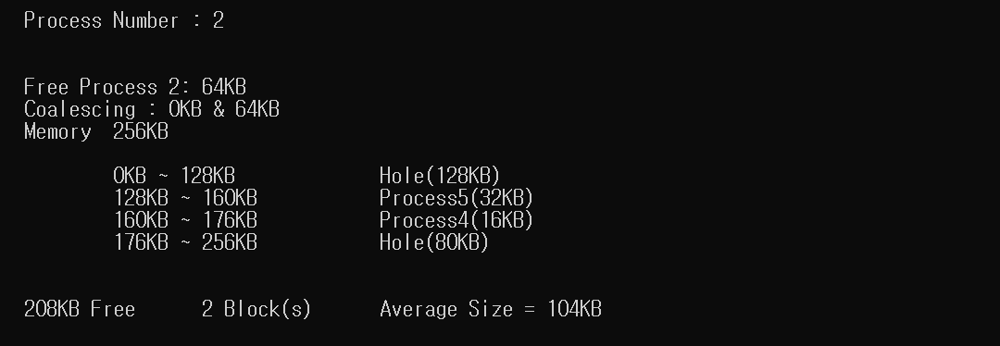 Process Number : 2
Free Process 2: 64KB
Coalescing : 0KB & 64KB
Memory  256KB
0KB ~ 128KB Hole(128KB)
128KB ~ 160KB Process5(32KB)
160KB ~ 176KB Process4(16KB)
176KB ~ 256KB Hole(80KB)
208KB Free 2 Block(s) Average Size = 104KB